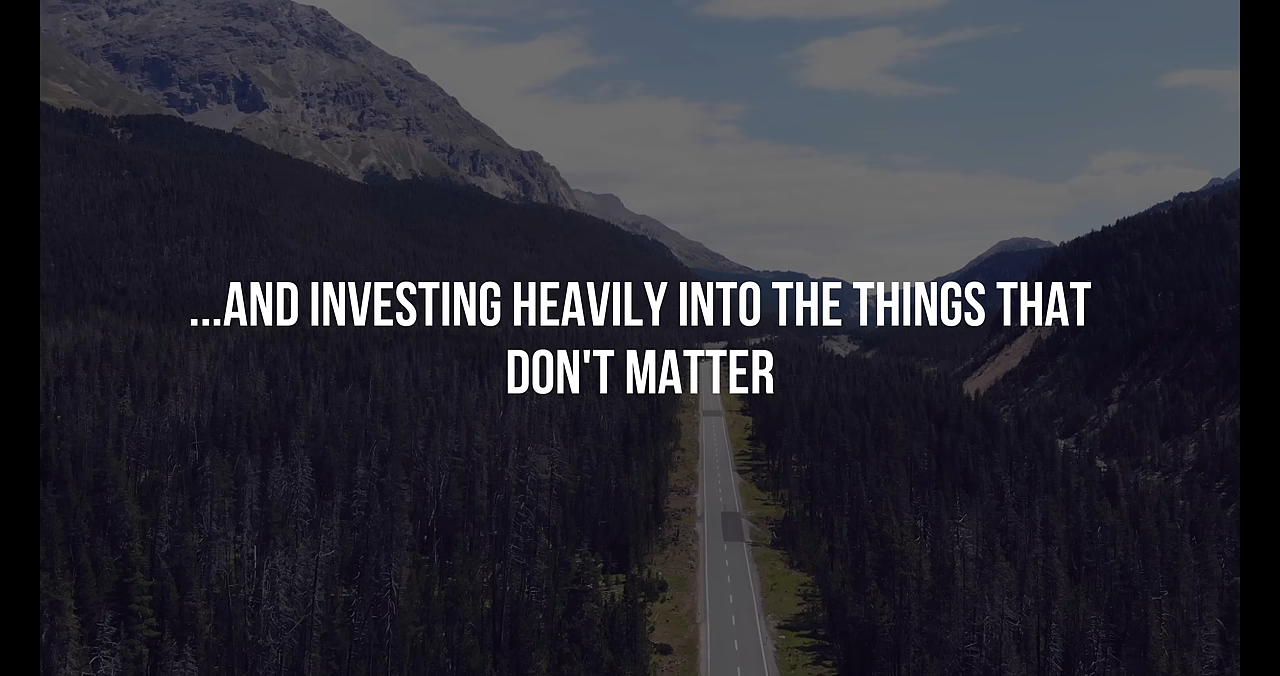 ...AND INVESTING HEAVILY INTO THE THINGS THAT
DON'T MATTER